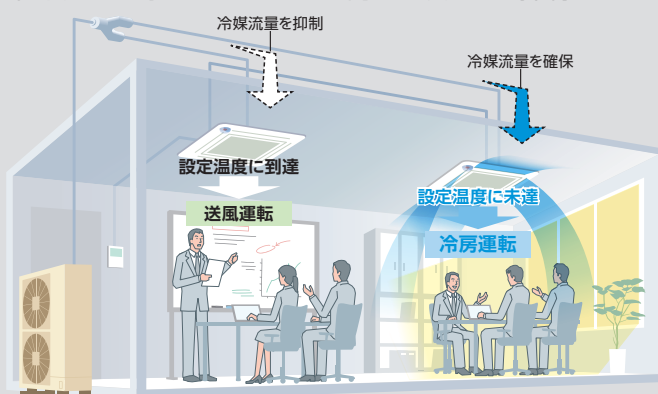 冷媒流量を抑制
冷媒流量を確保
設定温度に到達
送風運転
設定温度に未達
冷房運転